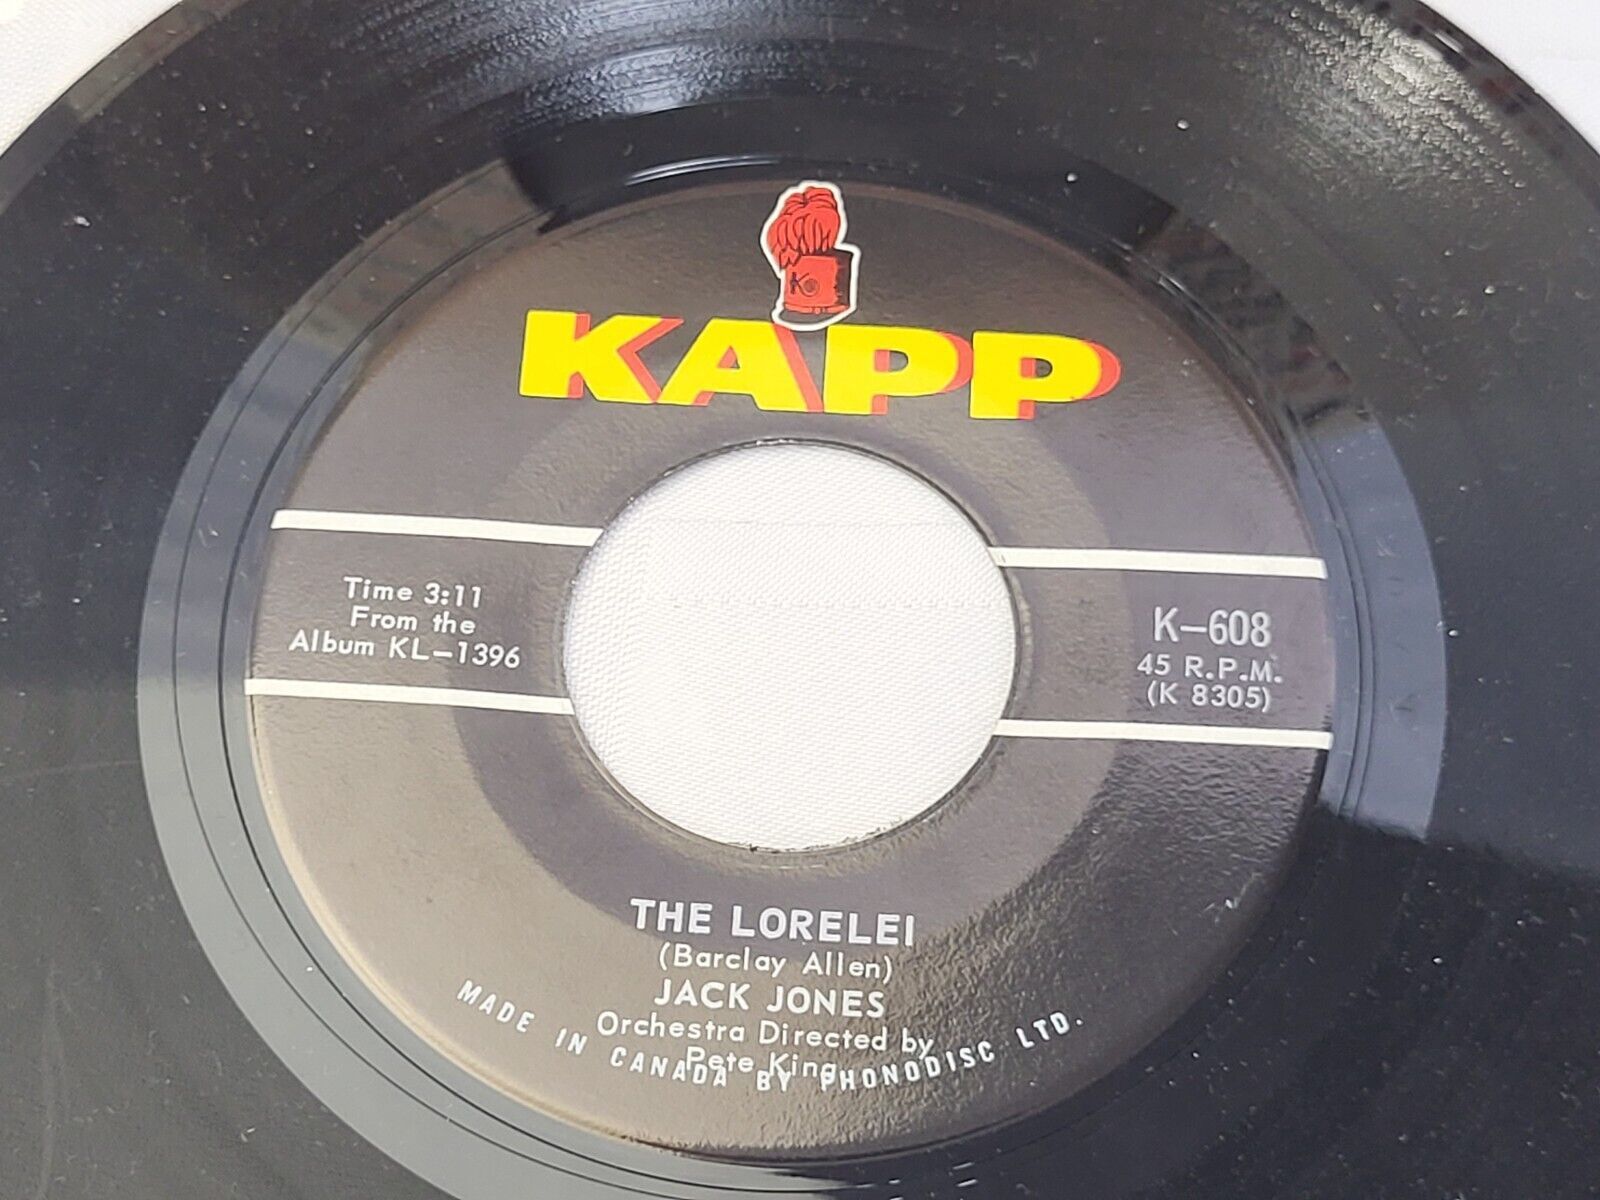 K
KAPP
Time 3:11
From the
Album KL-1396
K-608
45 R.P.M.
(K 8305)
THE LORELEI
(Barclay Allen)
JACK JONES
Orchestra Directed by
Pete King
MADE IN CANADA BY PHONODISC LTD.